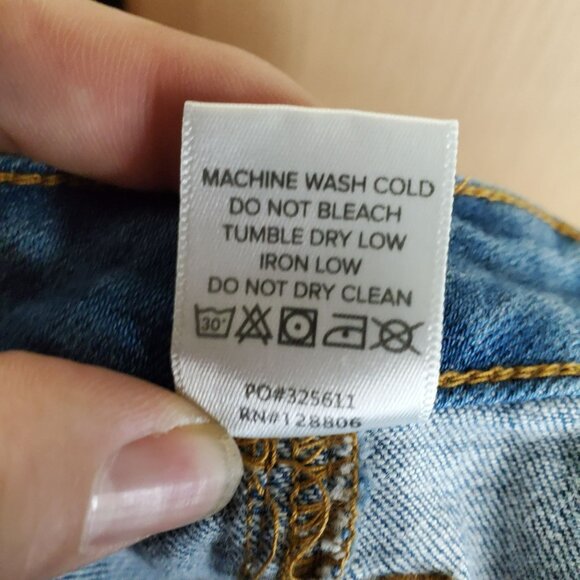 MACHINE WASH COLD
DO NOT BLEACH
TUMBLE DRY LOW
IRON LOW
DO NOT DRY CLEAN
30°
PO#325611
RN#128806